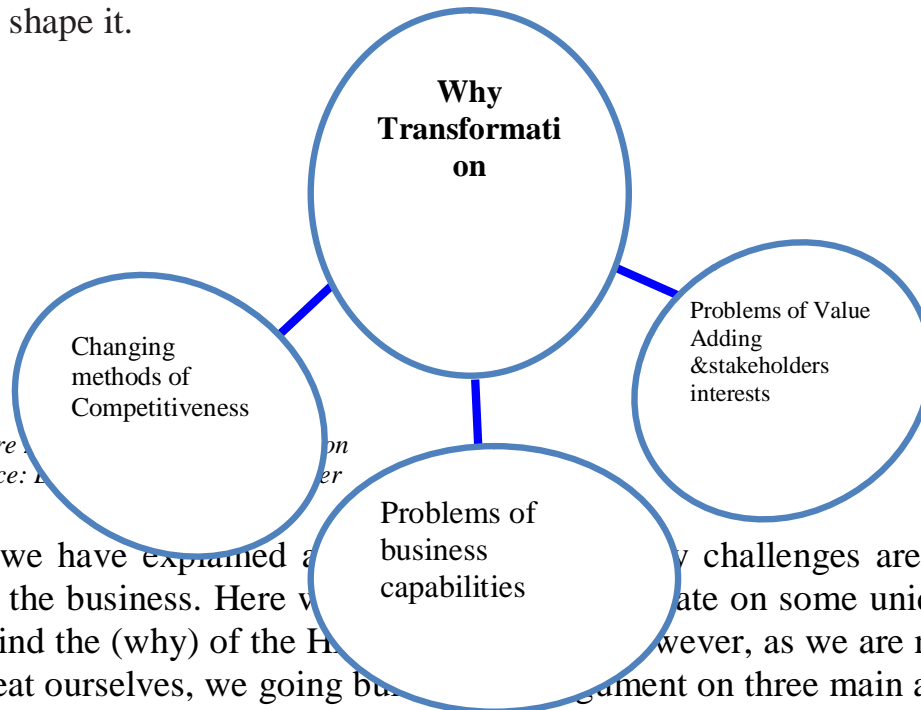 shape it.
Why
Transformati
on
Problems of Value
Adding
&stakeholders
interests
Changing
methods of
Competitiveness
on
er
Problems of
business
capabilities
we have explained challenges are
the business. Here ate on some
ind the (why) of the wever, as we are
eat ourselves, we going gument on three main